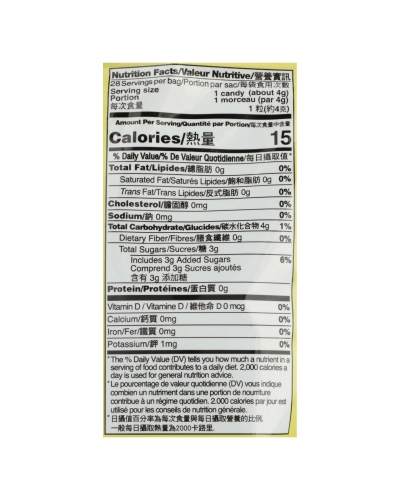 Nutrition Facts/Valeur Nutritive/營養資訊
28 Servings per bag/Portion par sac/每袋食用次數
Serving size 1 candy (about 4g)
Portion 1 morceau (par 4g)
每次食量 1 粒(約4克)
Amount Per Serving/Quantité par Portion/每次食量中含量
Calories/熱量 15
% Daily Value/% De Valeur Quotidienne/每日攝取值*
Total Fat/Lipides/總脂肪 0g 0%
Saturated Fat/Saturés Lipides/飽和脂肪 0g 0%
Trans Fat/Trans Lipides/反式脂肪 0g 0%
Cholesterol/膽固醇 0mg 0%
Sodium/鈉 0mg 0%
Total Carbohydrate/Glucides/碳水化合物 4g 1%
Dietary Fiber/Fibres/膳食纖維 0g 0%
Total Sugars/Sucres/糖 3g
Includes 3g Added Sugars 6%
Comprend 3g Sucres ajoutés
含有 3g 添加糖
Protein/Protéines/蛋白質 0g
Vitamin D / Vitamine D / 維他命 D 0 mcg 0%
Calcium/鈣質 0mg 0%
Iron/Fer/鐵質 0mg 0%
Potassium/鉀 1mg 0%
*The % Daily Value (DV) tells you how much a nutrient in a
serving of food contributes to a daily diet. 2,000 calories a
day is used for general nutrition advice.
*Le pourcentage de valeur quotidienne (DV) vous indique
combien un nutriment dans une portion de nourriture
contribue à un régime quotidien. 2.000 calories par jour est
utilisé pour les conseils de nutrition générale.
*日攝值百分率為每次食量與每日攝取營養的比例.
一般每日攝取熱量為2000卡路里.